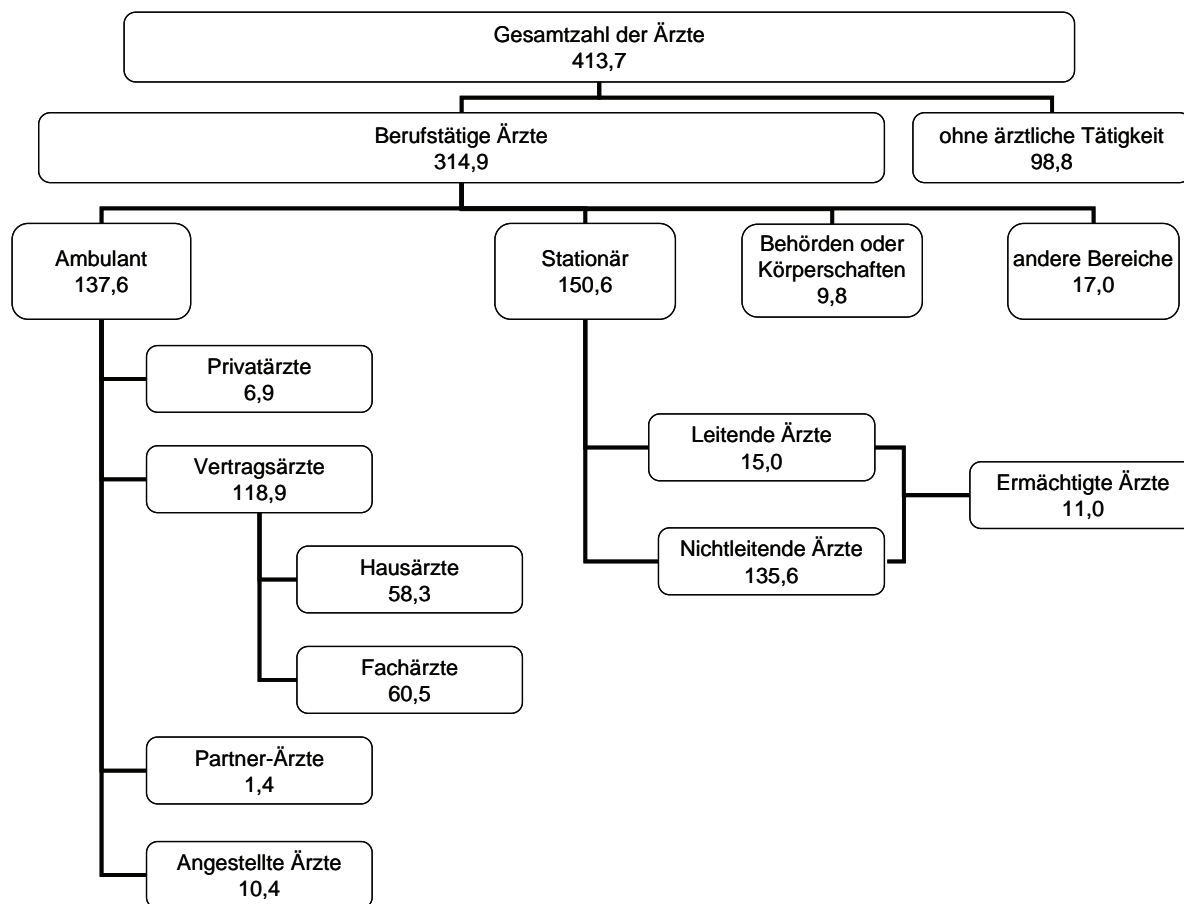 Gesamtzahl der Ärzte
413,7
Berufstätige Ärzte
314,9
ohne ärztliche Tätigkeit
98,8
Ambulant
137,6
Stationär
150,6
Behörden oder
Körperschaften
9,8
andere Bereiche
17,0
Privatärzte
6,9
Vertragsärzte
118,9
Hausärzte
58,3
Fachärzte
60,5
Partner-Ärzte
1,4
Angestellte Ärzte
10,4
Leitende Ärzte
15,0
Nichtleitende Ärzte
135,6
Ermächtigte Ärzte
11,0